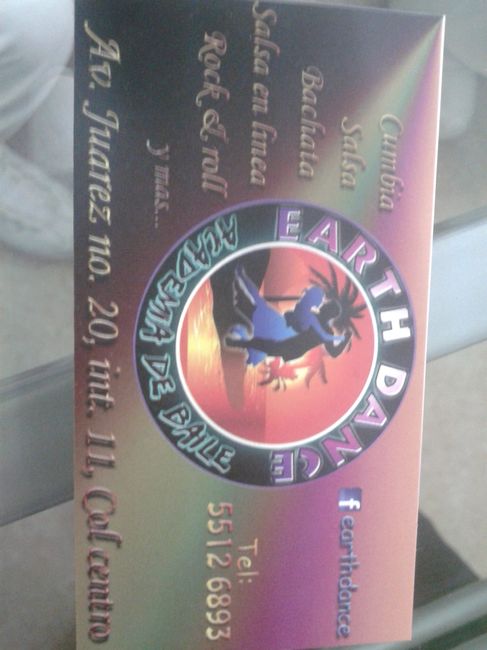 Cumbia
Salsa
Bachata
Salsa en linea
Rock & roll
y mas...
EARTH DANCE
ACADEMIA DE BAILE
f earthdance
Tel:
5512 6893
Av. Juarez no. 20, int. 11, Col centro